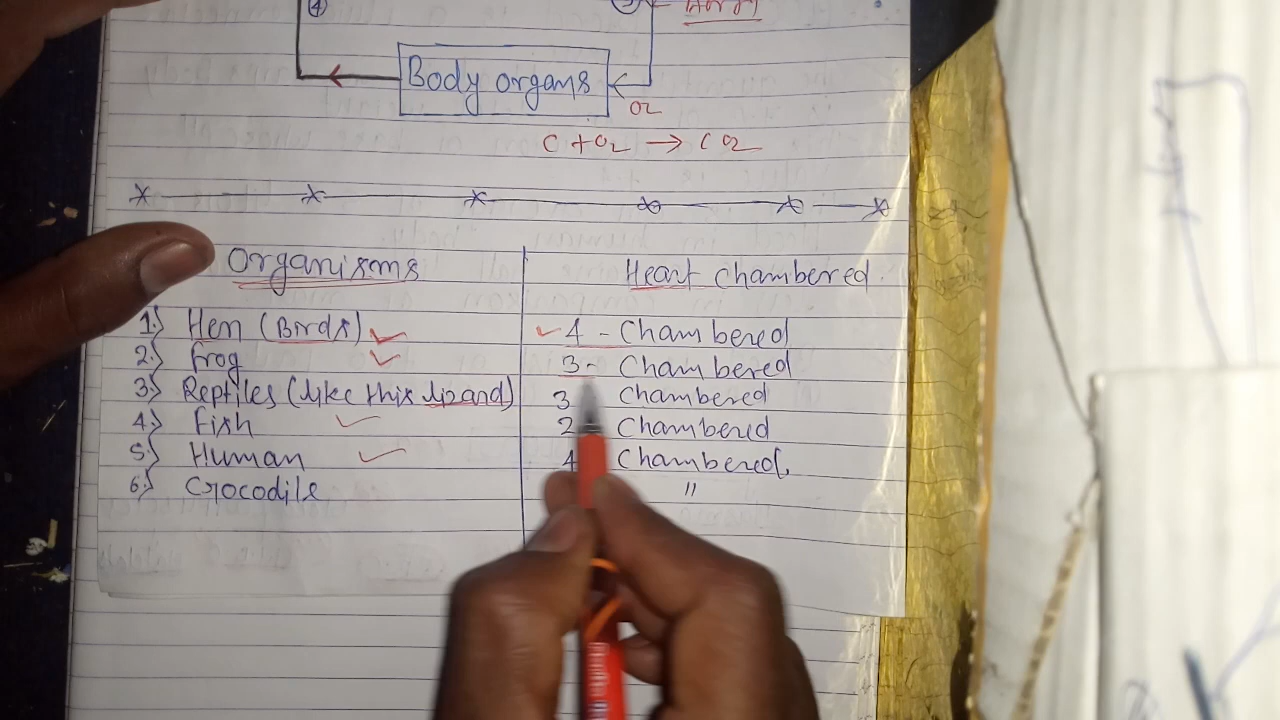 4
Body organs
O2
C + O2 → CO2
Organisms Heart Chambered
1) Hen (Birds) 4 - Chambered
2) frog 3- Chambered
3) Reptiles (like this lizard) 3 Chambered
4) Fish 2 Chambered
5) Human 4 Chambered
6) Crocodile "